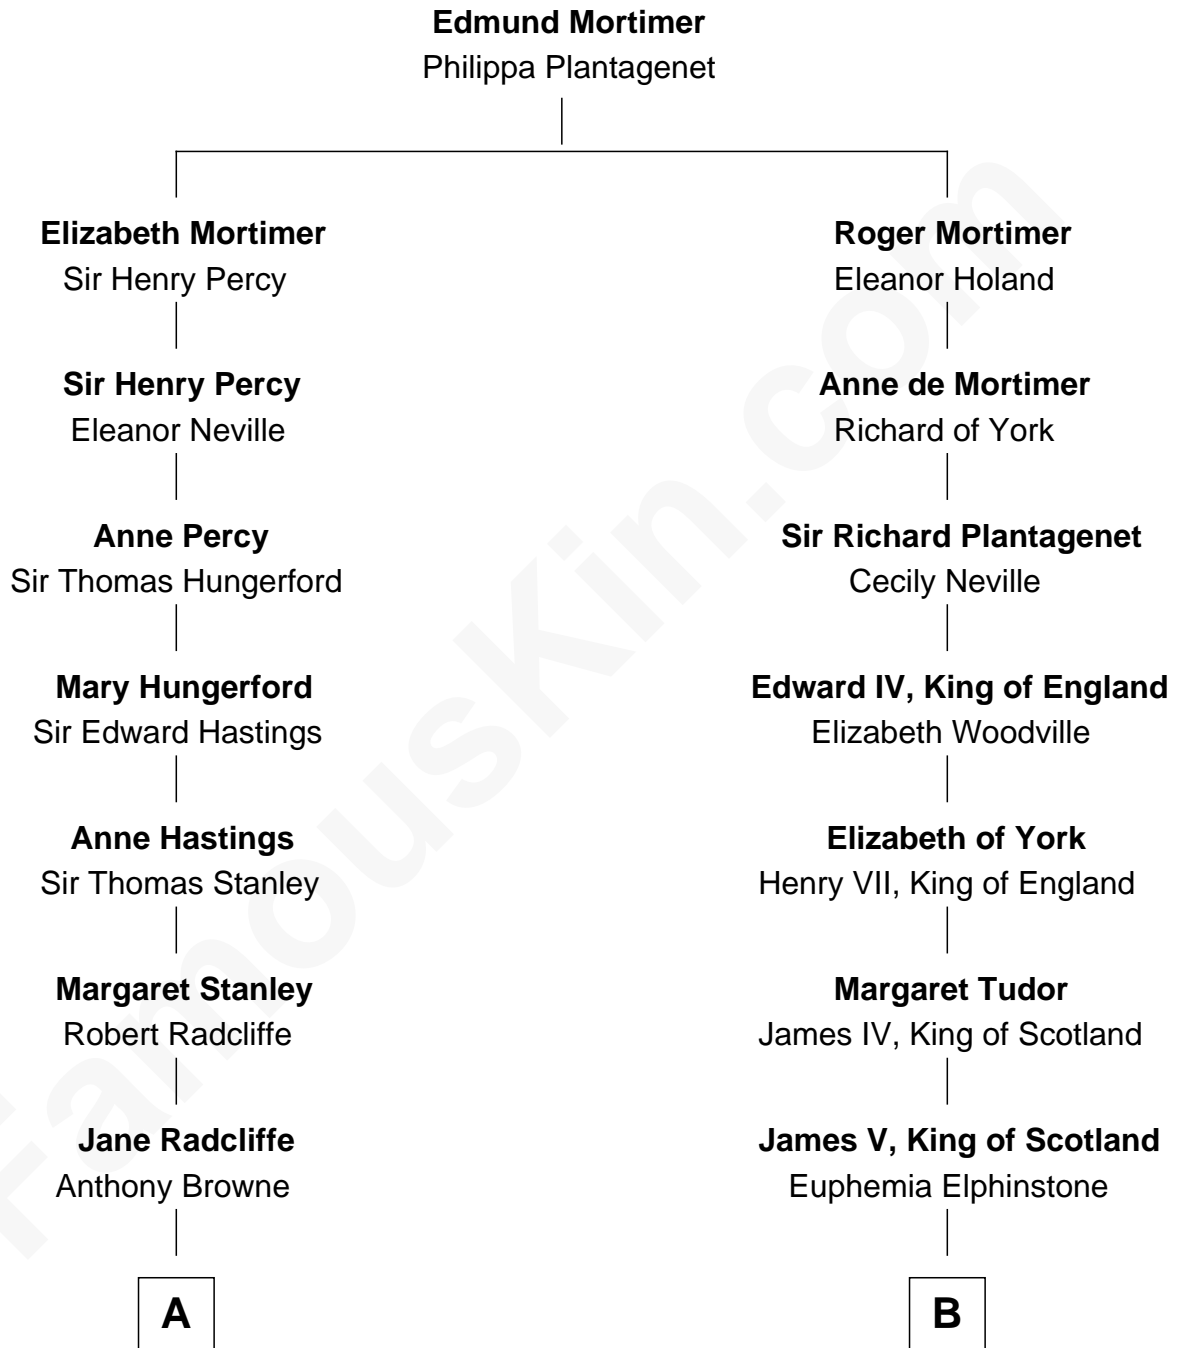 Edmund Mortimer
Philippa Plantagenet
Elizabeth Mortimer
Sir Henry Percy
Roger Mortimer
Eleanor Holand
Sir Henry Percy
Eleanor Neville
Anne de Mortimer
Richard of York
Anne Percy
Sir Thomas Hungerford
Sir Richard Plantagenet
Cecily Neville
Mary Hungerford
Sir Edward Hastings
Edward IV, King of England
Elizabeth Woodville
Anne Hastings
Sir Thomas Stanley
Elizabeth of York
Henry VII, King of England
Margaret Stanley
Robert Radcliffe
Margaret Tudor
James IV, King of Scotland
Jane Radcliffe
Anthony Browne
James V, King of Scotland
Euphemia Elphinstone
A
B
FamousKin.com